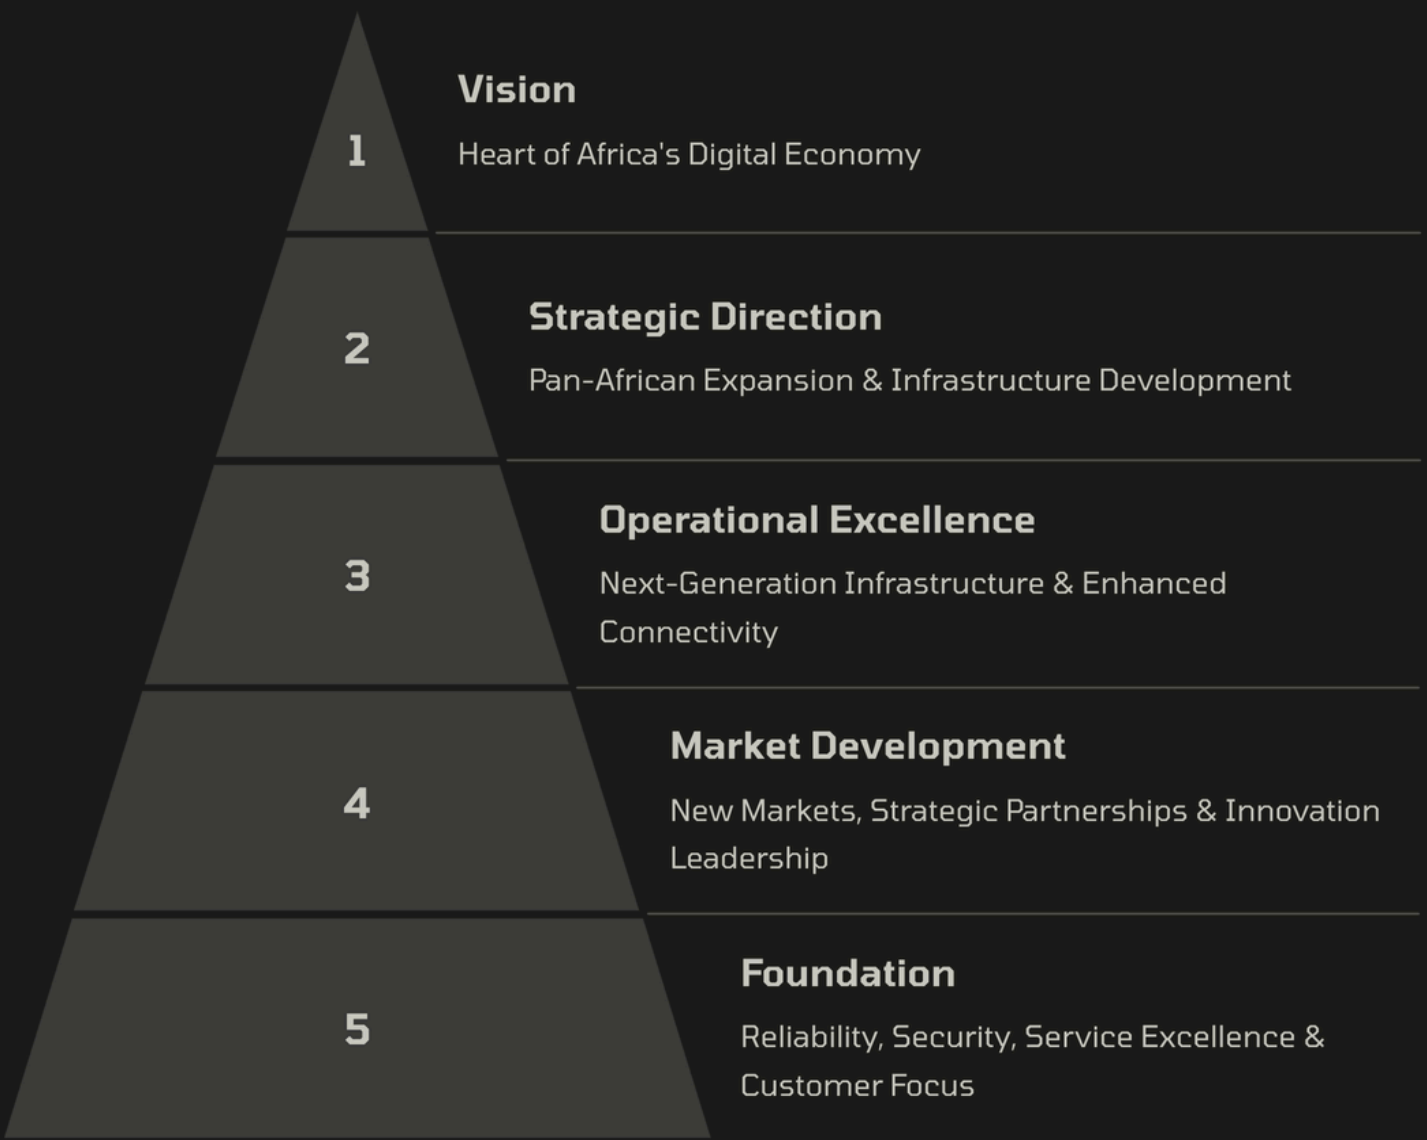 1
Vision
Heart of Africa's Digital Economy
2
Strategic Direction
Pan-African Expansion & Infrastructure Development
3
Operational Excellence
Next-Generation Infrastructure & Enhanced
Connectivity
4
Market Development
New Markets, Strategic Partnerships & Innovation
Leadership
5
Foundation
Reliability, Security, Service Excellence &
Customer Focus